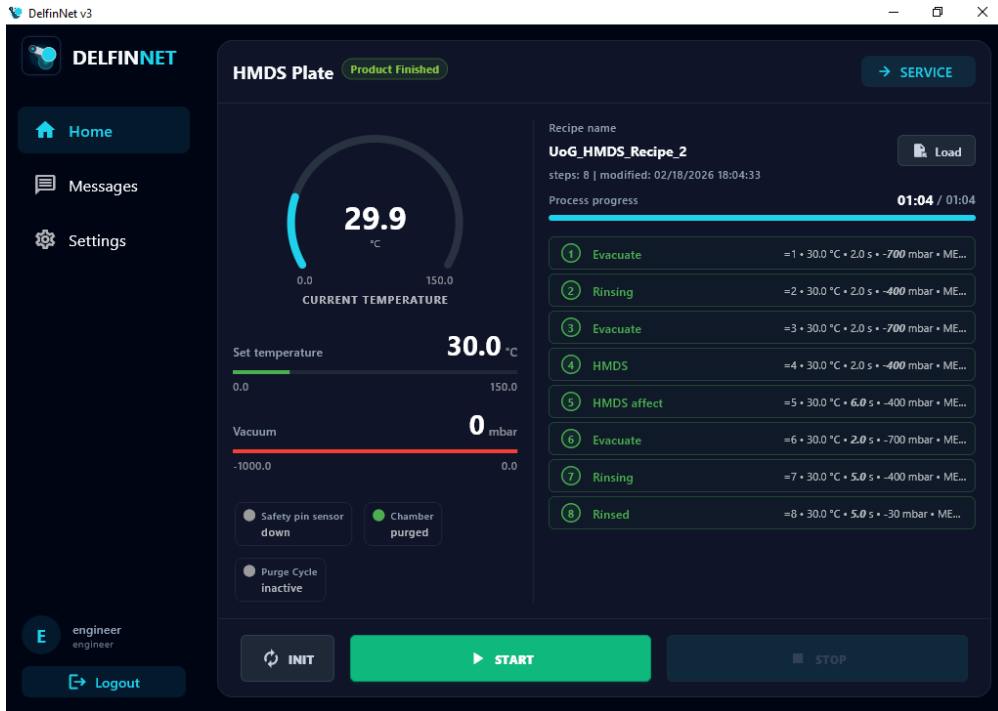 DelfinNet v3
DELFINNET
Home
Messages
Settings
E
engineer
engineer
Logout
HMDS Plate
Product Finished
SERVICE
29.9
°C
0.0 150.0
CURRENT TEMPERATURE
Set temperature 30.0 °C
0.0 150.0
Vacuum 0 mbar
-1000.0 0.0
Safety pin sensor
down
Chamber
purged
Purge Cycle
inactive
Recipe name
UoG_HMDS_Recipe_2
Load
steps: 8 | modified: 02/18/2026 18:04:33
Process progress 01:04 / 01:04
1 Evacuate =1 • 30.0 °C • 2.0 s • -700 mbar • ME...
2 Rinsing =2 • 30.0 °C • 2.0 s • -400 mbar • ME...
3 Evacuate =3 • 30.0 °C • 2.0 s • -700 mbar • ME...
4 HMDS =4 • 30.0 °C • 2.0 s • -400 mbar • ME...
5 HMDS affect =5 • 30.0 °C • 6.0 s • -400 mbar • ME...
6 Evacuate =6 • 30.0 °C • 2.0 s • -700 mbar • ME...
7 Rinsing =7 • 30.0 °C • 5.0 s • -400 mbar • ME...
8 Rinsed =8 • 30.0 °C • 5.0 s • -30 mbar • ME...
INIT
START
STOP